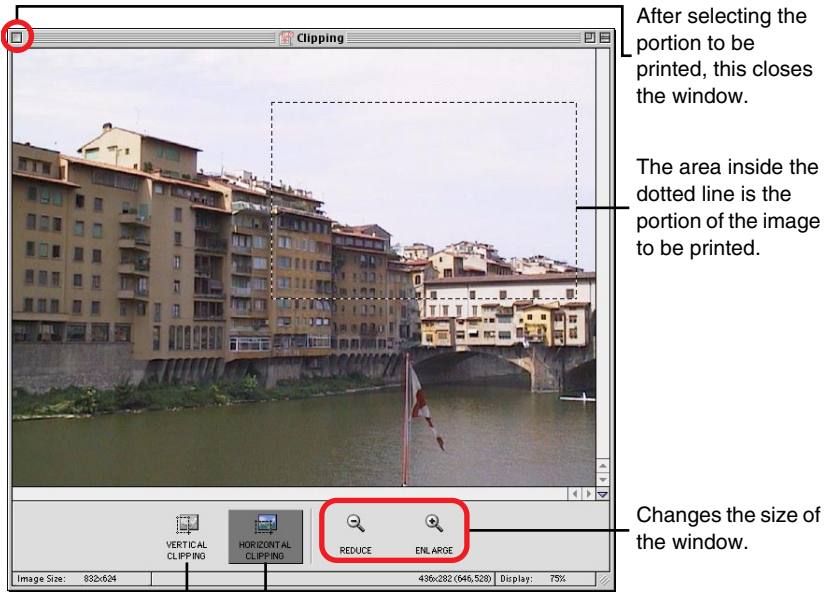 Clipping
After selecting the
portion to be
printed, this closes
the window.
The area inside the
dotted line is the
portion of the image
to be printed.
Changes the size of
the window.
VERTICAL
CLIPPING
HORIZONTAL
CLIPPING
REDUCE
ENLARGE
Image Size: 832x624
436x282 (646,528) Display: 75%